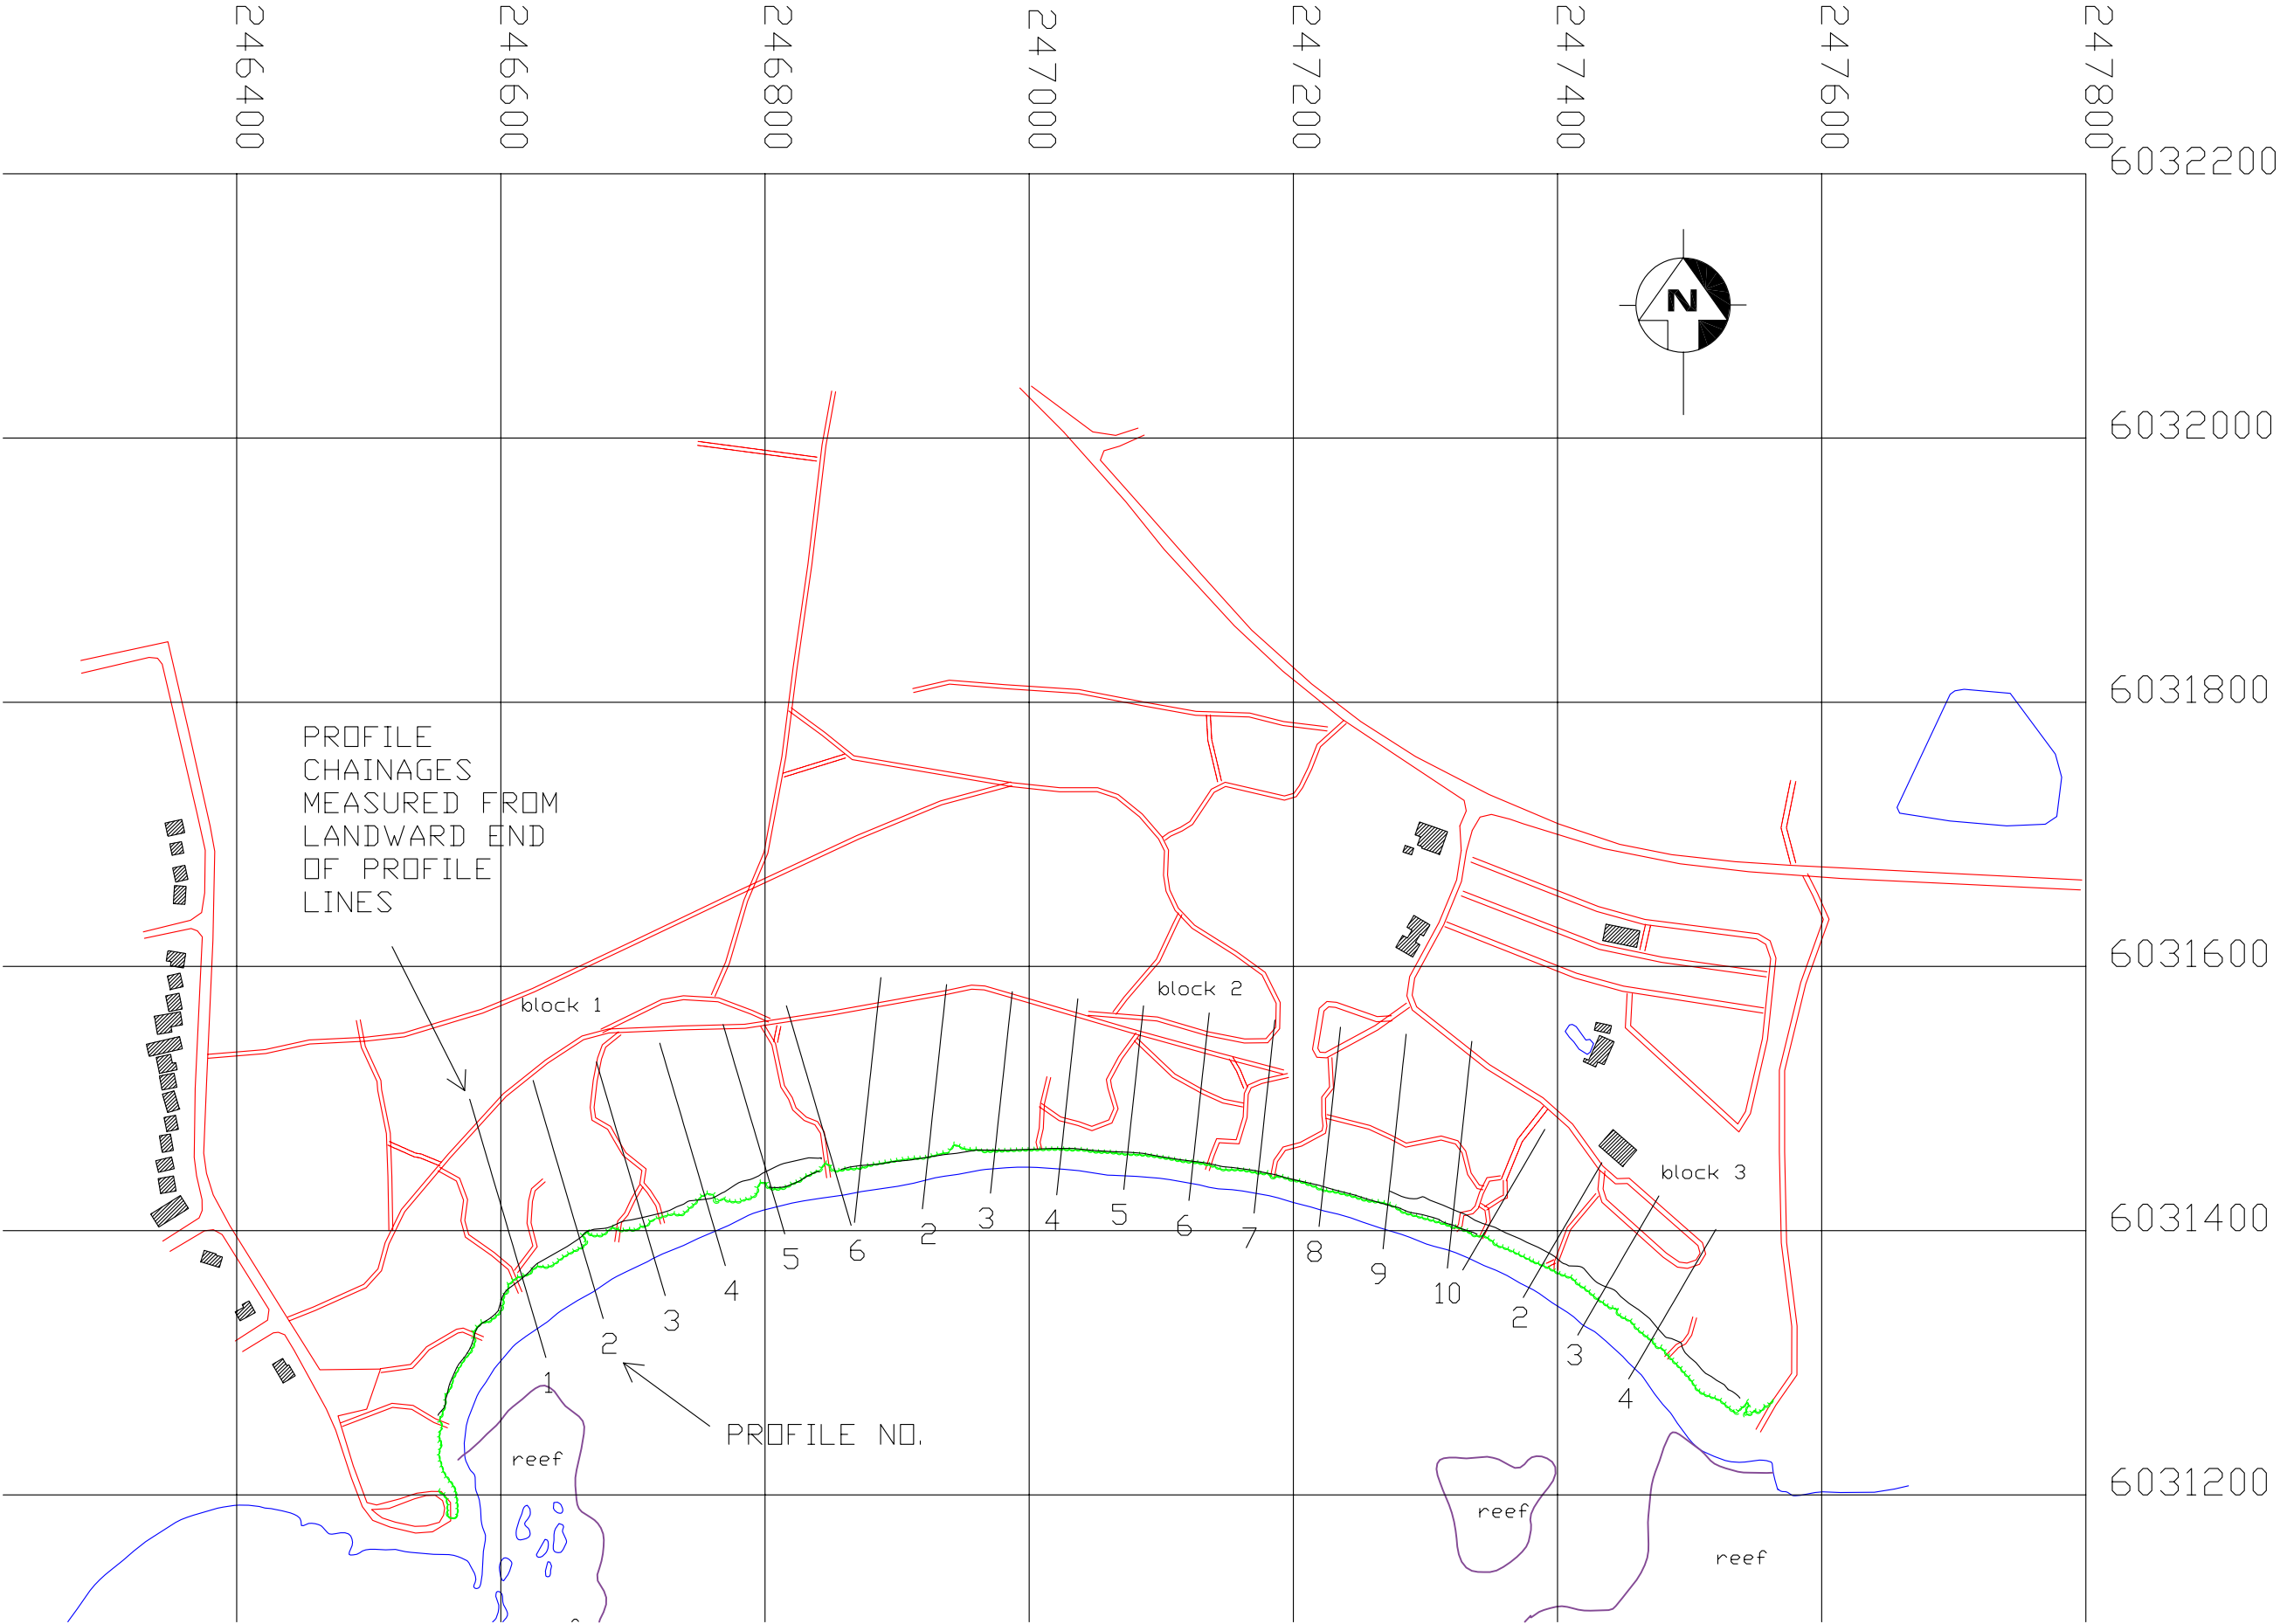 246400
246600
246800
247000
247200
247400
247600
247800
6032200
N
6032000
6031800
PROFILE
CHAINAGES
MEASURED FROM
LANDWARD END
OF PROFILE
LINES
6031600
block 1
block 2
block 3
6031400
1
2
3
4
5
6
2
3
4
5
6
7
8
9
10
2
3
4
PROFILE NO.
reef
reef
reef
6031200